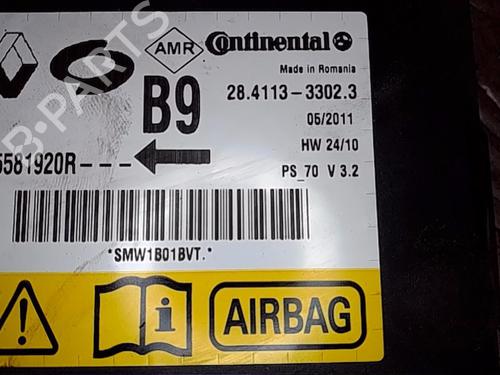 AMR Continental
Made in Romania
B9 28.4113-3302.3
05/2011
HW 24/10
5581920R---
PS_70 V 3.2
*SMW1B01BVT.*
AIRBAG
B-PARTS